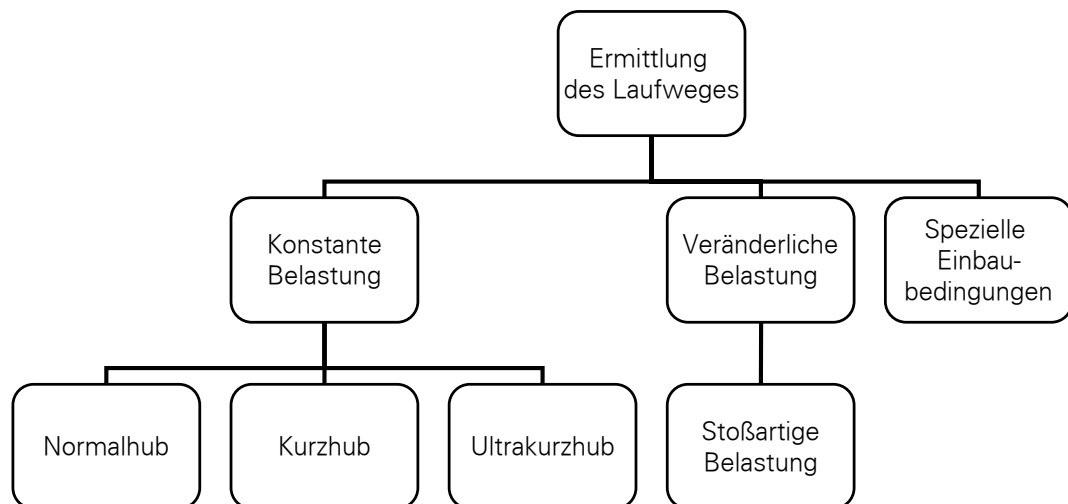 Ermittlung
des Laufweges
Konstante
Belastung
Veränderliche
Belastung
Spezielle
Einbau-
bedingungen
Normalhub
Kurzhub
Ultrakurzhub
Stoßartige
Belastung